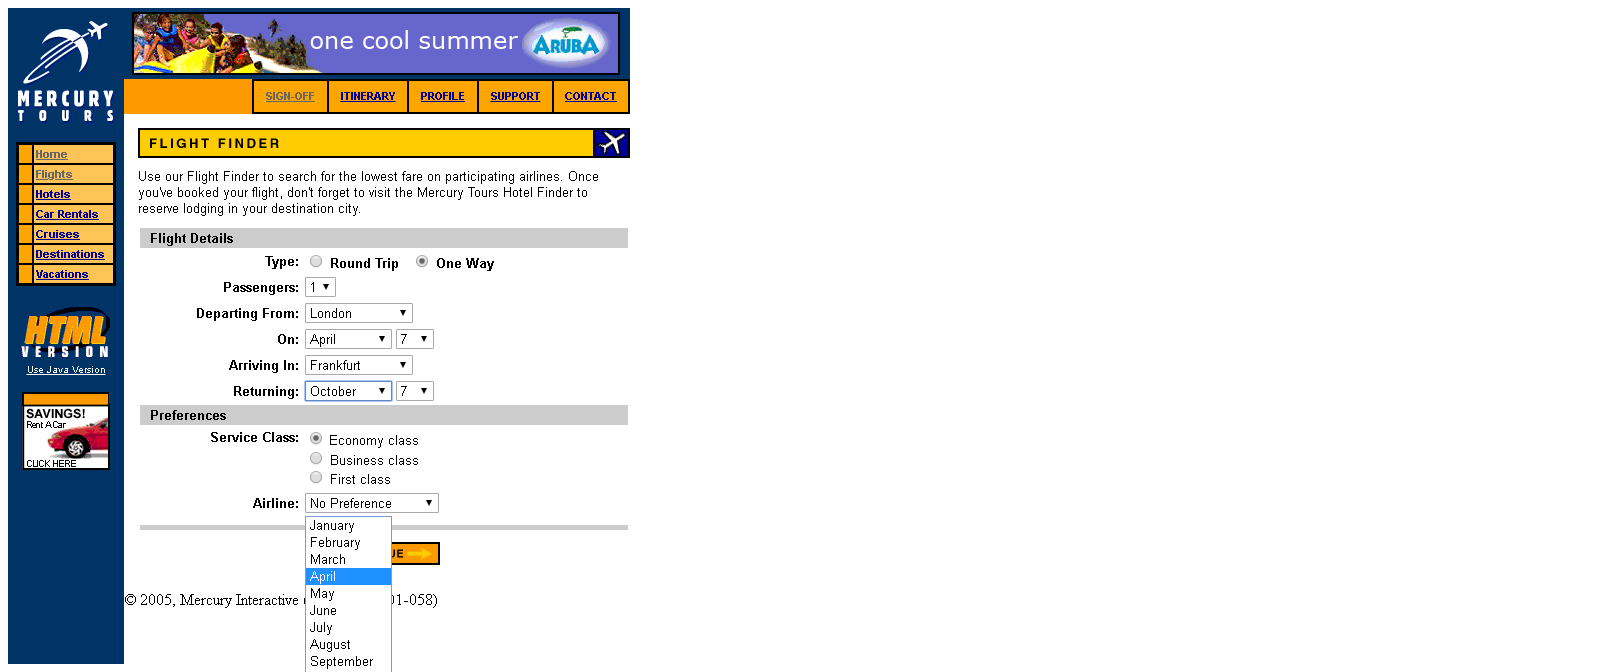 one cool summer ARUBA
MERCURY
TOURS
SIGN-OFF ITINERARY PROFILE SUPPORT CONTACT
Home
Flights
Hotels
Car Rentals
Cruises
Destinations
Vacations
HTML
VERSION
Use Java Version
SAVINGS!
Rent A Car
CLICK HERE
FLIGHT FINDER
Use our Flight Finder to search for the lowest fare on participating airlines. Once
you've booked your flight, don't forget to visit the Mercury Tours Hotel Finder to
reserve lodging in your destination city.
Flight Details
Type: Round Trip One Way
Passengers: 1
Departing From: London
On: April 7
Arriving In: Frankfurt
Returning: October 7
Preferences
Service Class: Economy class
Business class
First class
Airline: No Preference
January
February
March
April
May
June
July
August
September
UE
© 2005, Mercury Interactive 01-058)